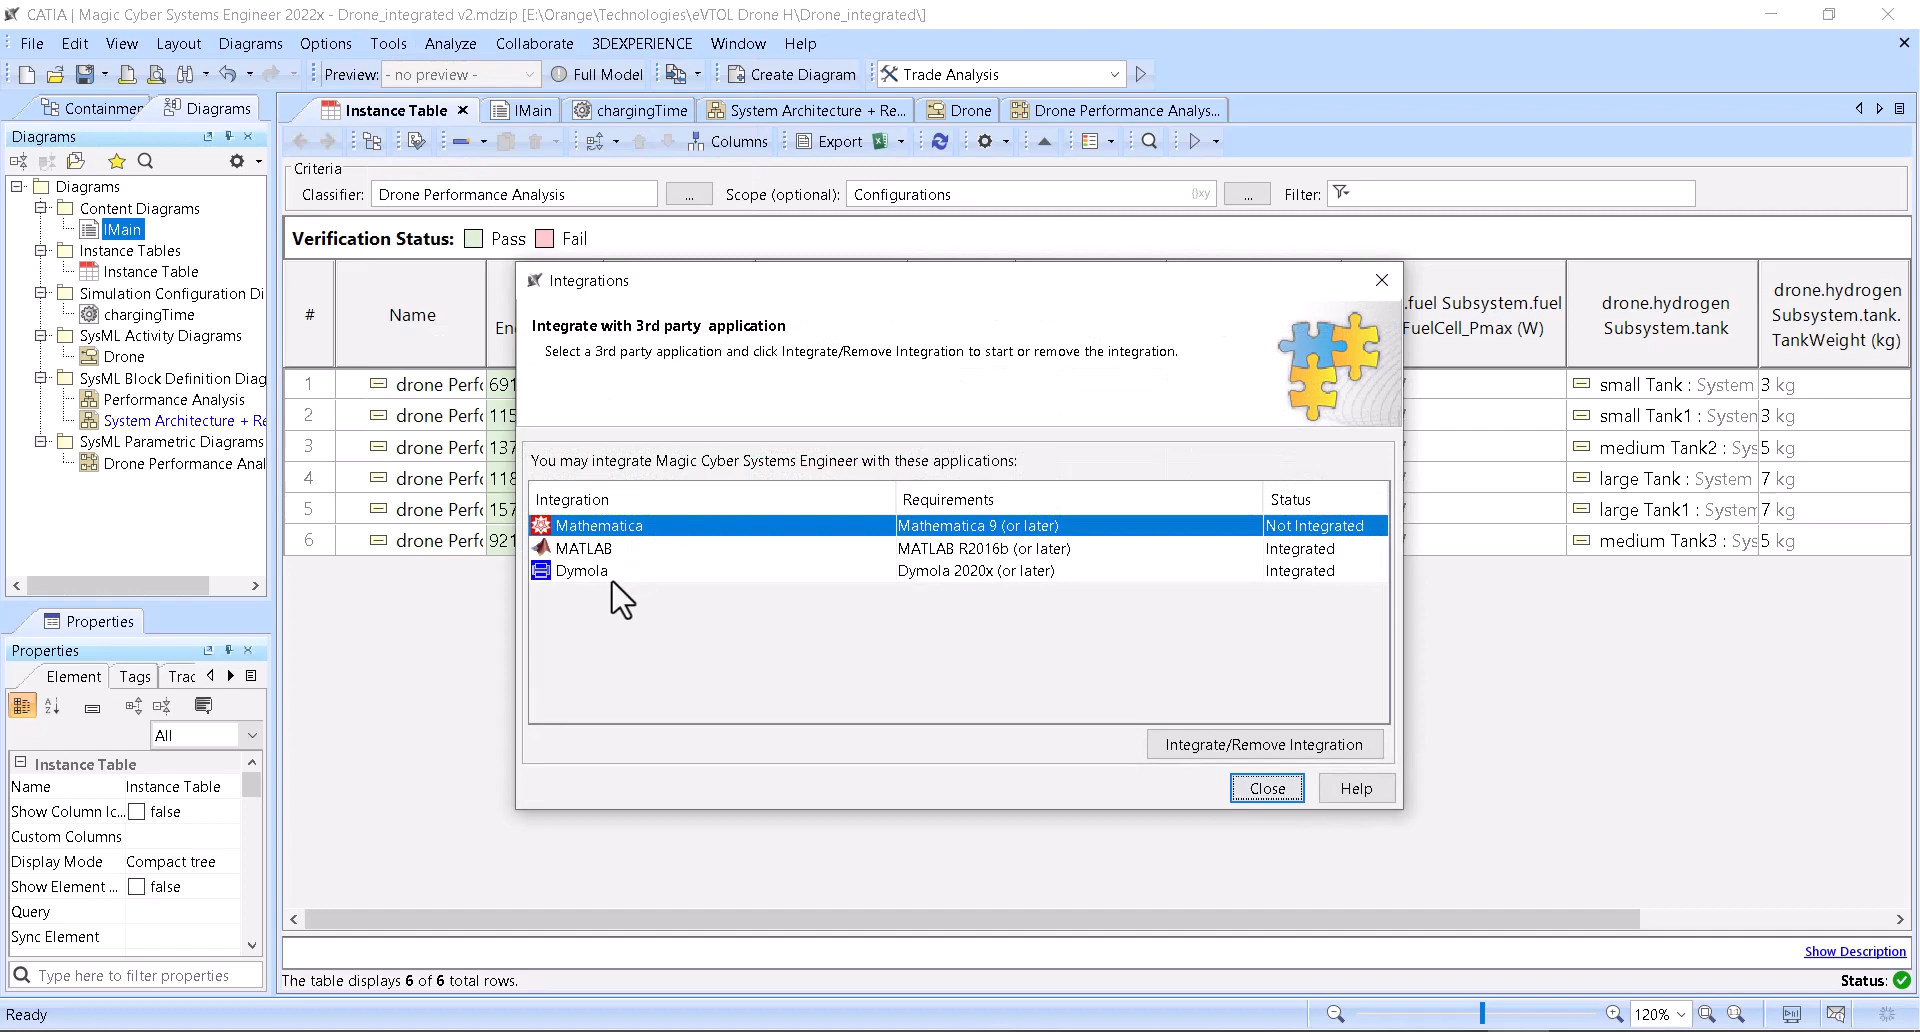 CATIA | Magic Cyber Systems Engineer 2022x - Drone_integrated v2.mdzip [E:\Orange\Technologies\eVTOL Drone H\Drone_integrated\]
File Edit View Layout Diagrams Options Tools Analyze Collaborate 3DEXPERIENCE Window Help
Preview: - no preview - Full Model Create Diagram Trade Analysis
Containmer Diagrams
Instance Table IMain chargingTime System Architecture + Re... Drone Drone Performance Analys...
Diagrams
Columns Export
Criteria
Classifier: Drone Performance Analysis ... Scope (optional): Configurations {}xy ... Filter:
Verification Status: Pass Fail
Diagrams
Content Diagrams
IMain
Instance Tables
Instance Table
Simulation Configuration Di
chargingTime
SysML Activity Diagrams
Drone
SysML Block Definition Diag
Performance Analysis
System Architecture + Re
SysML Parametric Diagrams
Drone Performance Anal
# Name
.fuel Subsystem.fuel
FuelCell_Pmax (W)
drone.hydrogen
Subsystem.tank
drone.hydrogen
Subsystem.tank.
TankWeight (kg)
1 drone Perf 691 small Tank : System 3 kg
2 drone Perf 115 small Tank1 : System 3 kg
3 drone Perf 137 medium Tank2 : Sys 5 kg
4 drone Perf 118 large Tank : System 7 kg
5 drone Perf 157 large Tank1 : System 7 kg
6 drone Perf 921 medium Tank3 : Sys 5 kg
Integrations
Integrate with 3rd party application
Select a 3rd party application and click Integrate/Remove Integration to start or remove the integration.
You may integrate Magic Cyber Systems Engineer with these applications:
Integration Requirements Status
Mathematica Mathematica 9 (or later) Not Integrated
MATLAB MATLAB R2016b (or later) Integrated
Dymola Dymola 2020x (or later) Integrated
Integrate/Remove Integration
Close Help
Properties
Properties
Element Tags Trac
All
Instance Table
Name Instance Table
Show Column Ic... false
Custom Columns
Display Mode Compact tree
Show Element ... false
Query
Sync Element
Type here to filter properties
Show Description
The table displays 6 of 6 total rows. Status:
Ready 120%